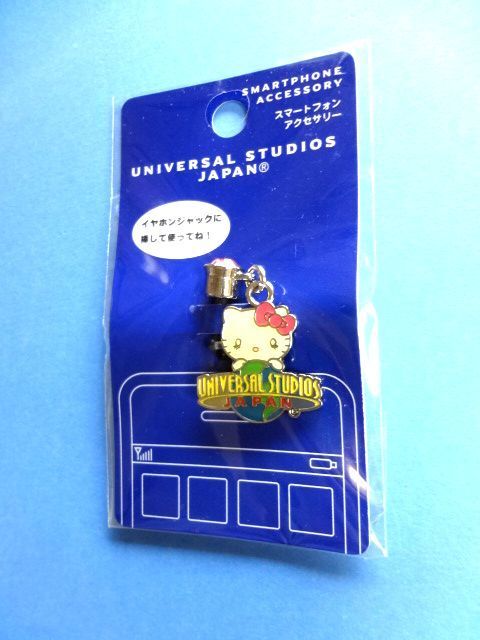 SMARTPHONE
ACCESSORY
スマートフォン
アクセサリー
UNIVERSAL STUDIOS
JAPAN®
イヤホンジャックに
挿して使ってね！
UNIVERSAL STUDIOS
JAPAN
®